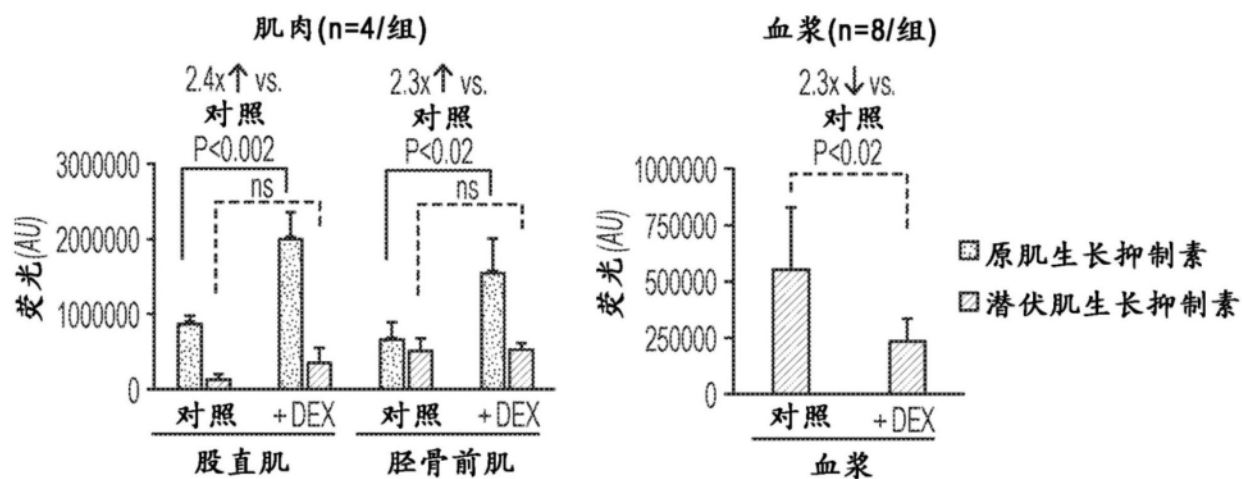 肌肉(n=4/组)
2.4x↑ vs.
对照
P<0.002
ns
2.3x↑ vs.
对照
P<0.02
ns
荧光(AU)
3000000
2000000
1000000
0
对照
+DEX
对照
+DEX
股直肌
胫骨前肌
血浆(n=8/组)
2.3x↓ vs.
对照
P<0.02
荧光(AU)
1000000
750000
500000
250000
0
对照
+DEX
血浆
原肌生长抑制素
潜伏肌生长抑制素